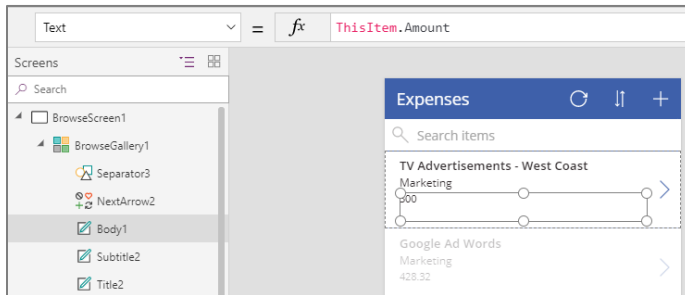 Text = fx ThisItem.Amount
Screens
Search
BrowseScreen1
BrowseGallery1
Separator3
NextArrow2
Body1
Subtitle2
Title2
Expenses
Search items
TV Advertisements - West Coast
Marketing
300
Google Ad Words
Marketing
428.32